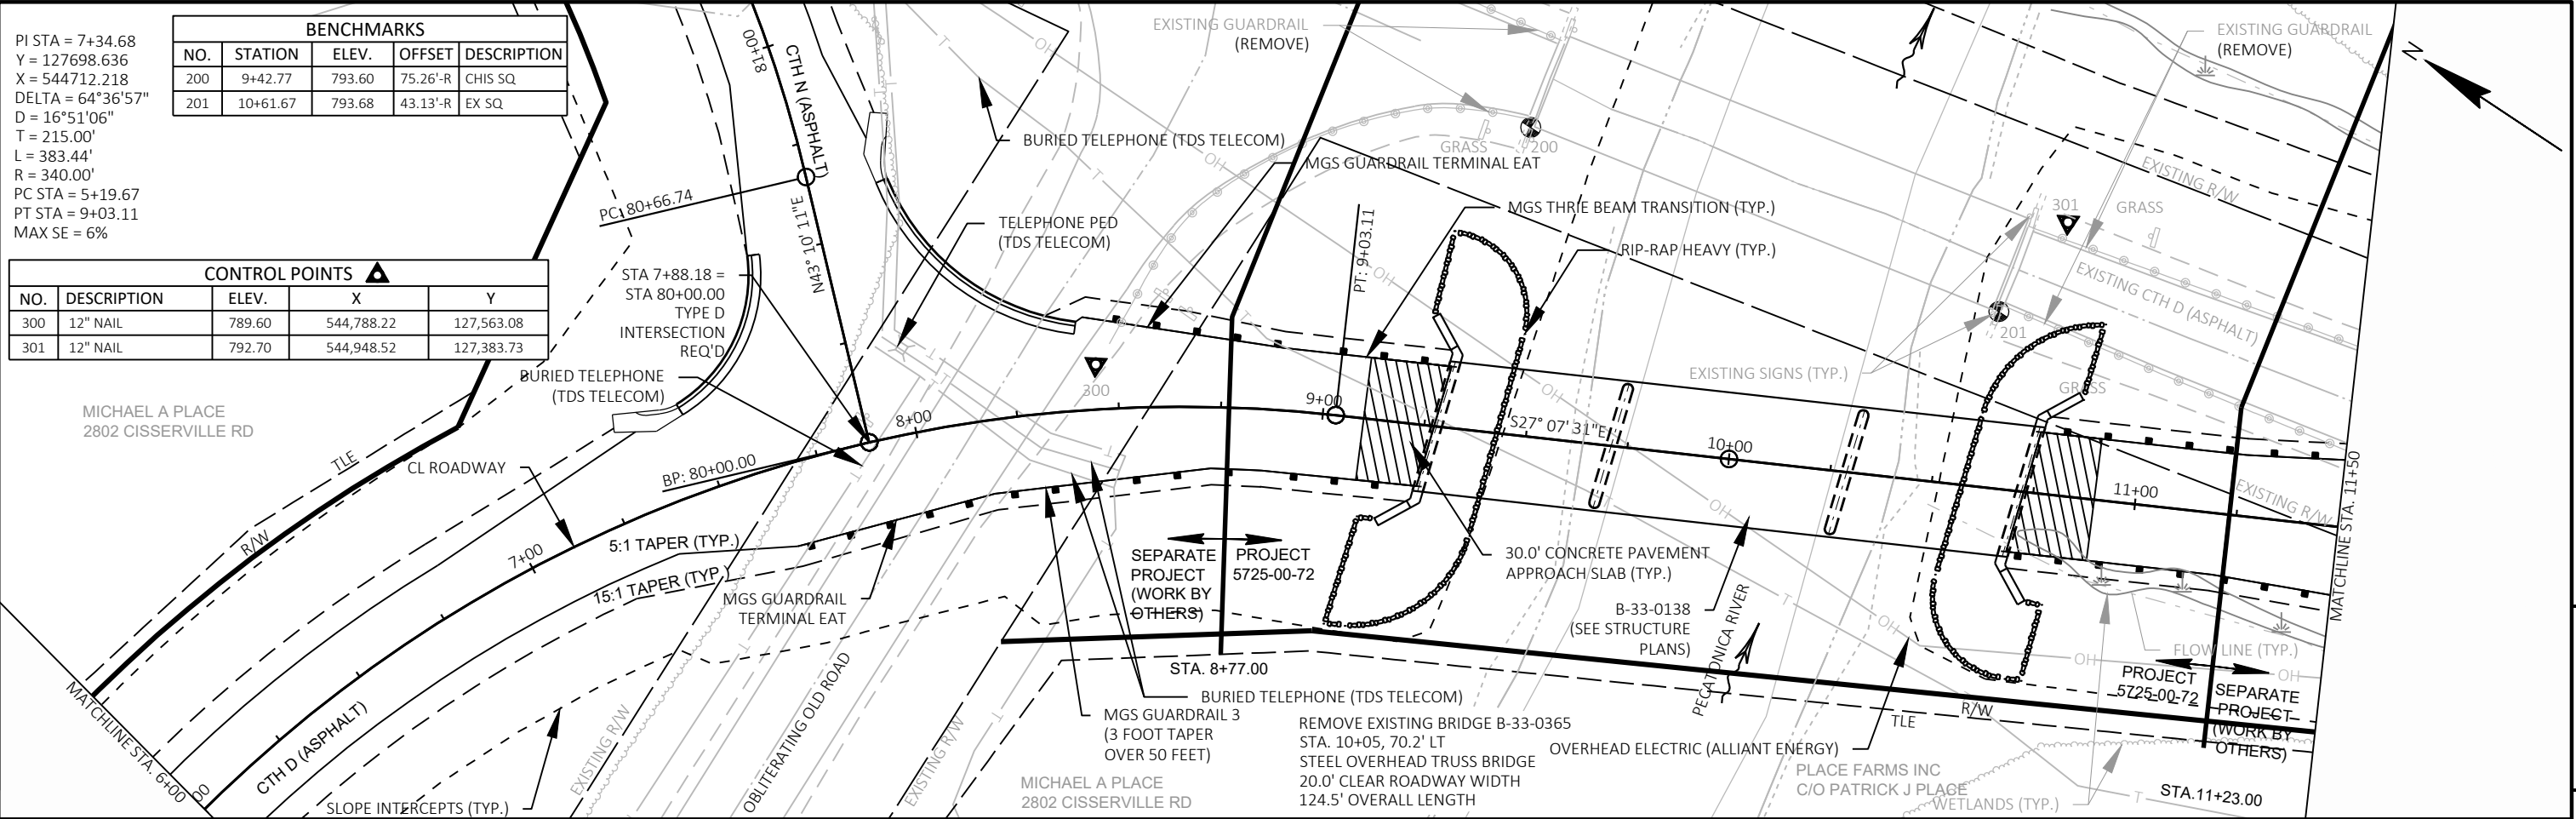 PI STA = 7+34.68
Y = 127698.636
X = 544712.218
DELTA = 64°36'57"
D = 16°51'06"
T = 215.00'
L = 383.44'
R = 340.00'
PC STA = 5+19.67
PT STA = 9+03.11
MAX SE = 6%
BENCHMARKS
NO. STATION ELEV. OFFSET DESCRIPTION
200 9+42.77 793.60 75.26'-R CHIS SQ
201 10+61.67 793.68 43.13'-R EX SQ
CONTROL POINTS
NO. DESCRIPTION ELEV. X Y
300 12" NAIL 789.60 544,788.22 127,563.08
301 12" NAIL 792.70 544,948.52 127,383.73
MICHAEL A PLACE
2802 CISSERVILLE RD
81+00
CTH N (ASPHALT)
PC: 80+66.74
N43° 10' 11"E
STA 7+88.18 =
STA 80+00.00
TYPE D
INTERSECTION
REQ'D
BURIED TELEPHONE
(TDS TELECOM)
TLE
R/W
CL ROADWAY
BP: 80+00.00
7+00
8+00
5:1 TAPER (TYP.)
15:1 TAPER (TYP.)
MGS GUARDRAIL
TERMINAL EAT
MATCHLINE STA. 6+00
00
CTH D (ASPHALT)
SLOPE INTERCEPTS (TYP.)
EXISTING R/W
OBLITERATING OLD ROAD
EXISTING R/W
EXISTING GUARDRAIL
(REMOVE)
BURIED TELEPHONE (TDS TELECOM)
TELEPHONE PED
(TDS TELECOM)
MGS GUARDRAIL TERMINAL EAT
GRASS
200
300
PT: 9+03.11
MGS THRIE BEAM TRANSITION (TYP.)
RIP-RAP HEAVY (TYP.)
9+00
S27° 07' 31"E
10+00
11+00
SEPARATE
PROJECT
(WORK BY
OTHERS)
PROJECT
5725-00-72
STA. 8+77.00
BURIED TELEPHONE (TDS TELECOM)
MGS GUARDRAIL 3
(3 FOOT TAPER
OVER 50 FEET)
MICHAEL A PLACE
2802 CISSERVILLE RD
30.0' CONCRETE PAVEMENT
APPROACH SLAB (TYP.)
B-33-0138
(SEE STRUCTURE
PLANS)
PECATONICA RIVER
REMOVE EXISTING BRIDGE B-33-0365
STA. 10+05, 70.2' LT
STEEL OVERHEAD TRUSS BRIDGE
20.0' CLEAR ROADWAY WIDTH
124.5' OVERALL LENGTH
OVERHEAD ELECTRIC (ALLIANT ENERGY)
PLACE FARMS INC
C/O PATRICK J PLACE
WETLANDS (TYP.)
TLE
R/W
EXISTING GUARDRAIL
(REMOVE)
N
EXISTING R/W
301
GRASS
EXISTING CTH D (ASPHALT)
201
EXISTING SIGNS (TYP.)
GRASS
EXISTING R/W
MATCHLINE STA. 11+50
FLOW LINE (TYP.)
PROJECT
5725-00-72
SEPARATE
PROJECT
(WORK BY
OTHERS)
STA.11+23.00
OH
OH
OH
OH
OH
OH
OH
OH
T
T
T